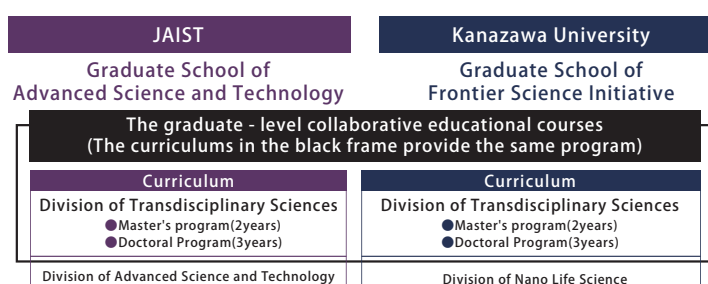 JAIST
Graduate School of
Advanced Science and Technology
Kanazawa University
Graduate School of
Frontier Science Initiative
The graduate - level collaborative educational courses
(The curriculums in the black frame provide the same program)
Curriculum
Division of Transdisciplinary Sciences
●Master's program(2years)
●Doctoral Program(3years)
Division of Advanced Science and Technology
Curriculum
Division of Transdisciplinary Sciences
●Master's program(2years)
●Doctoral Program(3years)
Division of Nano Life Science